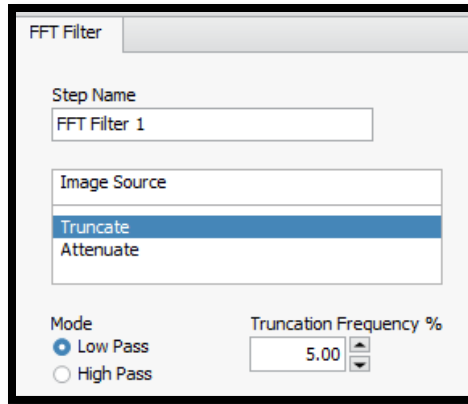 FFT Filter
Step Name
FFT Filter 1
Image Source
Truncate
Attenuate
Mode
Low Pass
High Pass
Truncation Frequency %
5.00